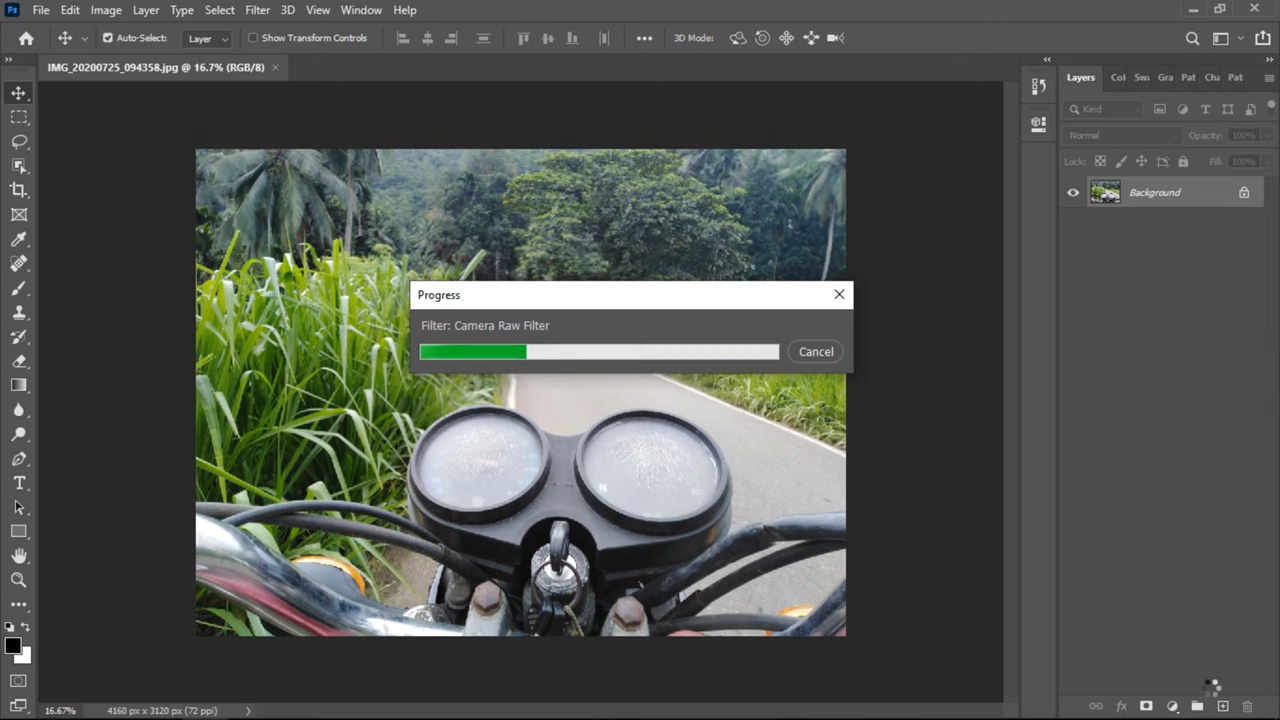 Ps File Edit Image Layer Type Select Filter 3D View Window Help
Auto-Select: Layer Show Transform Controls 3D Mode:
IMG_20200725_094358.jpg @ 16.7% (RGB/8)
Layers Col Swa Gra Pat Cha Pat
Kind
Normal Opacity: 100%
Lock: Fill: 100%
Background
Progress
Filter: Camera Raw Filter
Cancel
N
16.67% 4160 px x 3120 px (72 ppi)